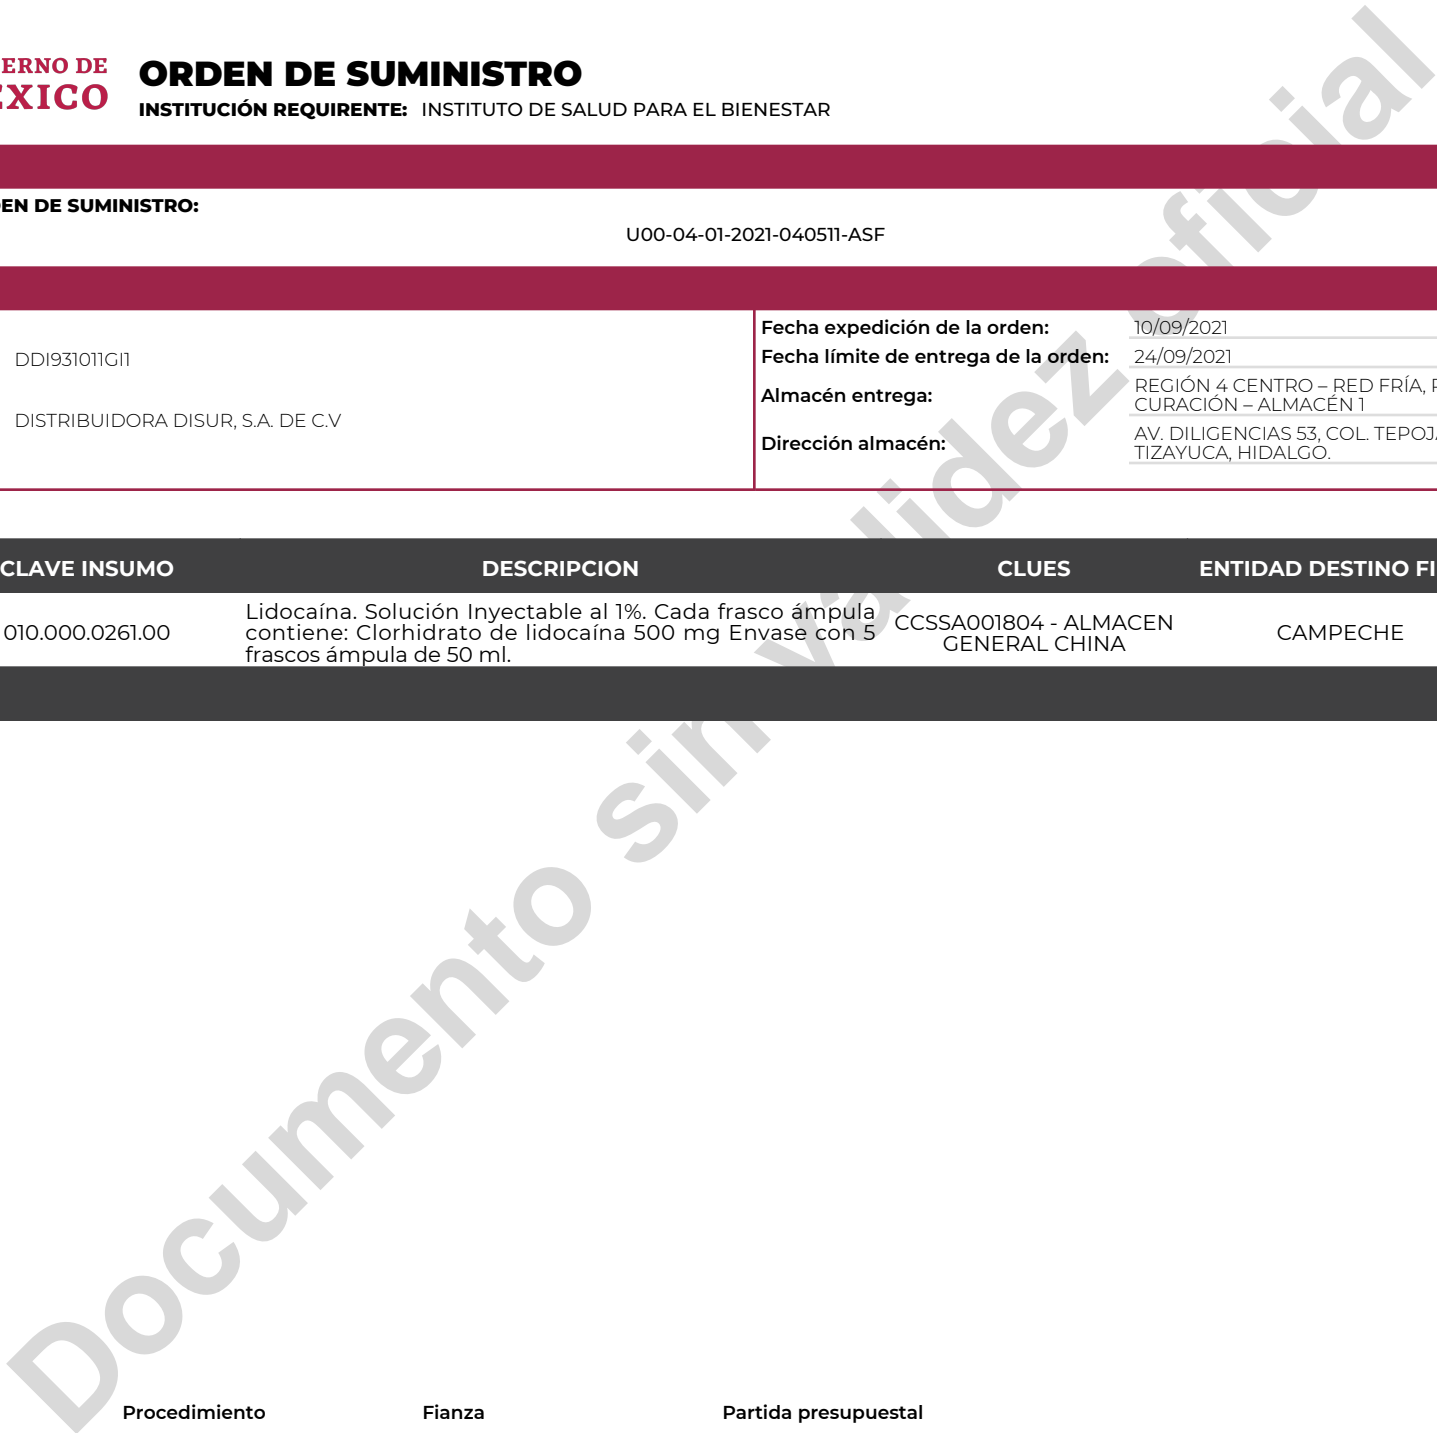 ERNO DE
EXICO
ORDEN DE SUMINISTRO
INSTITUCIÓN REQUIRENTE: INSTITUTO DE SALUD PARA EL BIENESTAR
EN DE SUMINISTRO:
U00-04-01-2021-040511-ASF
DDI931011GI1
DISTRIBUIDORA DISUR, S.A. DE C.V
Fecha expedición de la orden: 10/09/2021
Fecha límite de entrega de la orden: 24/09/2021
Almacén entrega: REGIÓN 4 CENTRO – RED FRÍA,
CURACIÓN – ALMACÉN 1
Dirección almacén: AV. DILIGENCIAS 53, COL. TEPOJA
TIZAYUCA, HIDALGO.
CLAVE INSUMO DESCRIPCION CLUES ENTIDAD DESTINO FI
010.000.0261.00
Lidocaína. Solución Inyectable al 1%. Cada frasco ámpula
contiene: Clorhidrato de lidocaína 500 mg Envase con 5
frascos ámpula de 50 ml.
CCSSA001804 - ALMACEN
GENERAL CHINA
CAMPECHE
Documento sin validez oficial
Procedimiento Fianza Partida presupuestal